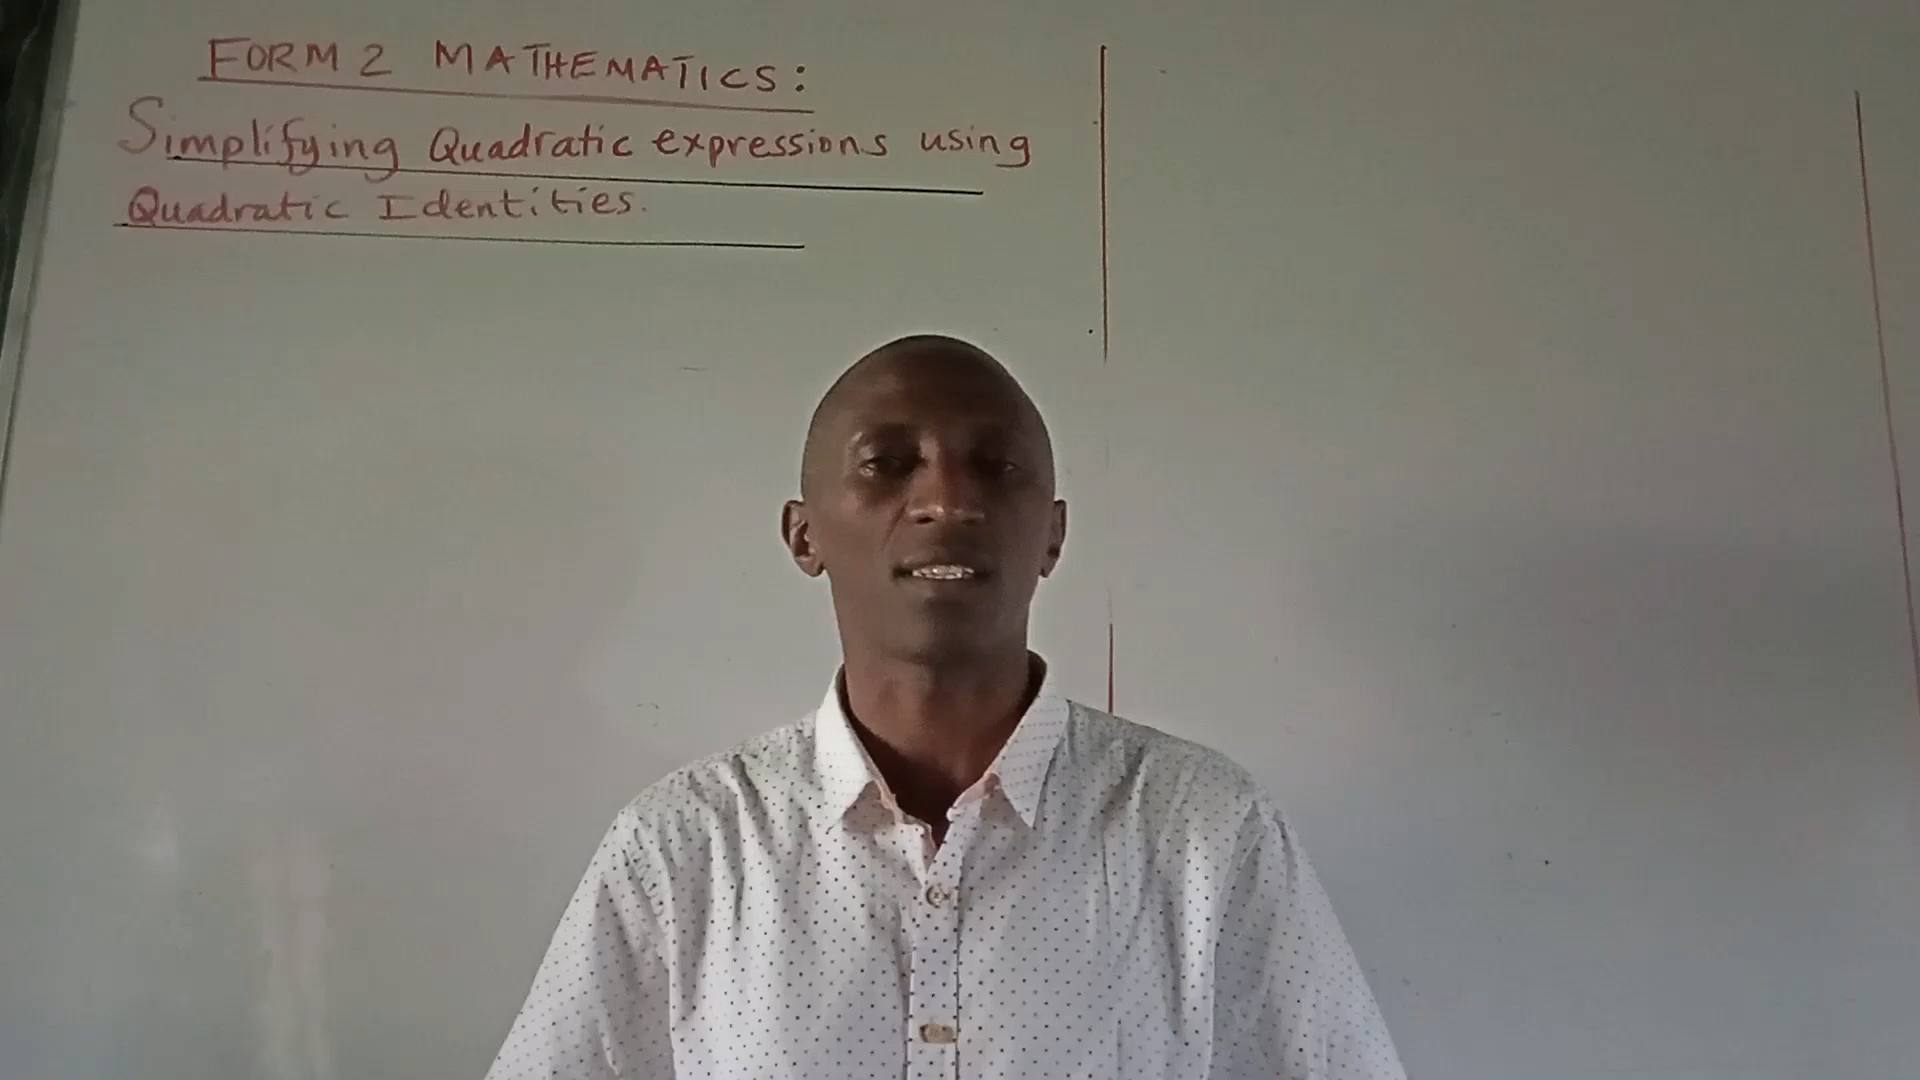 FORM 2 MATHEMATICS:
Simplifying Quadratic expressions using
Quadratic Identities.